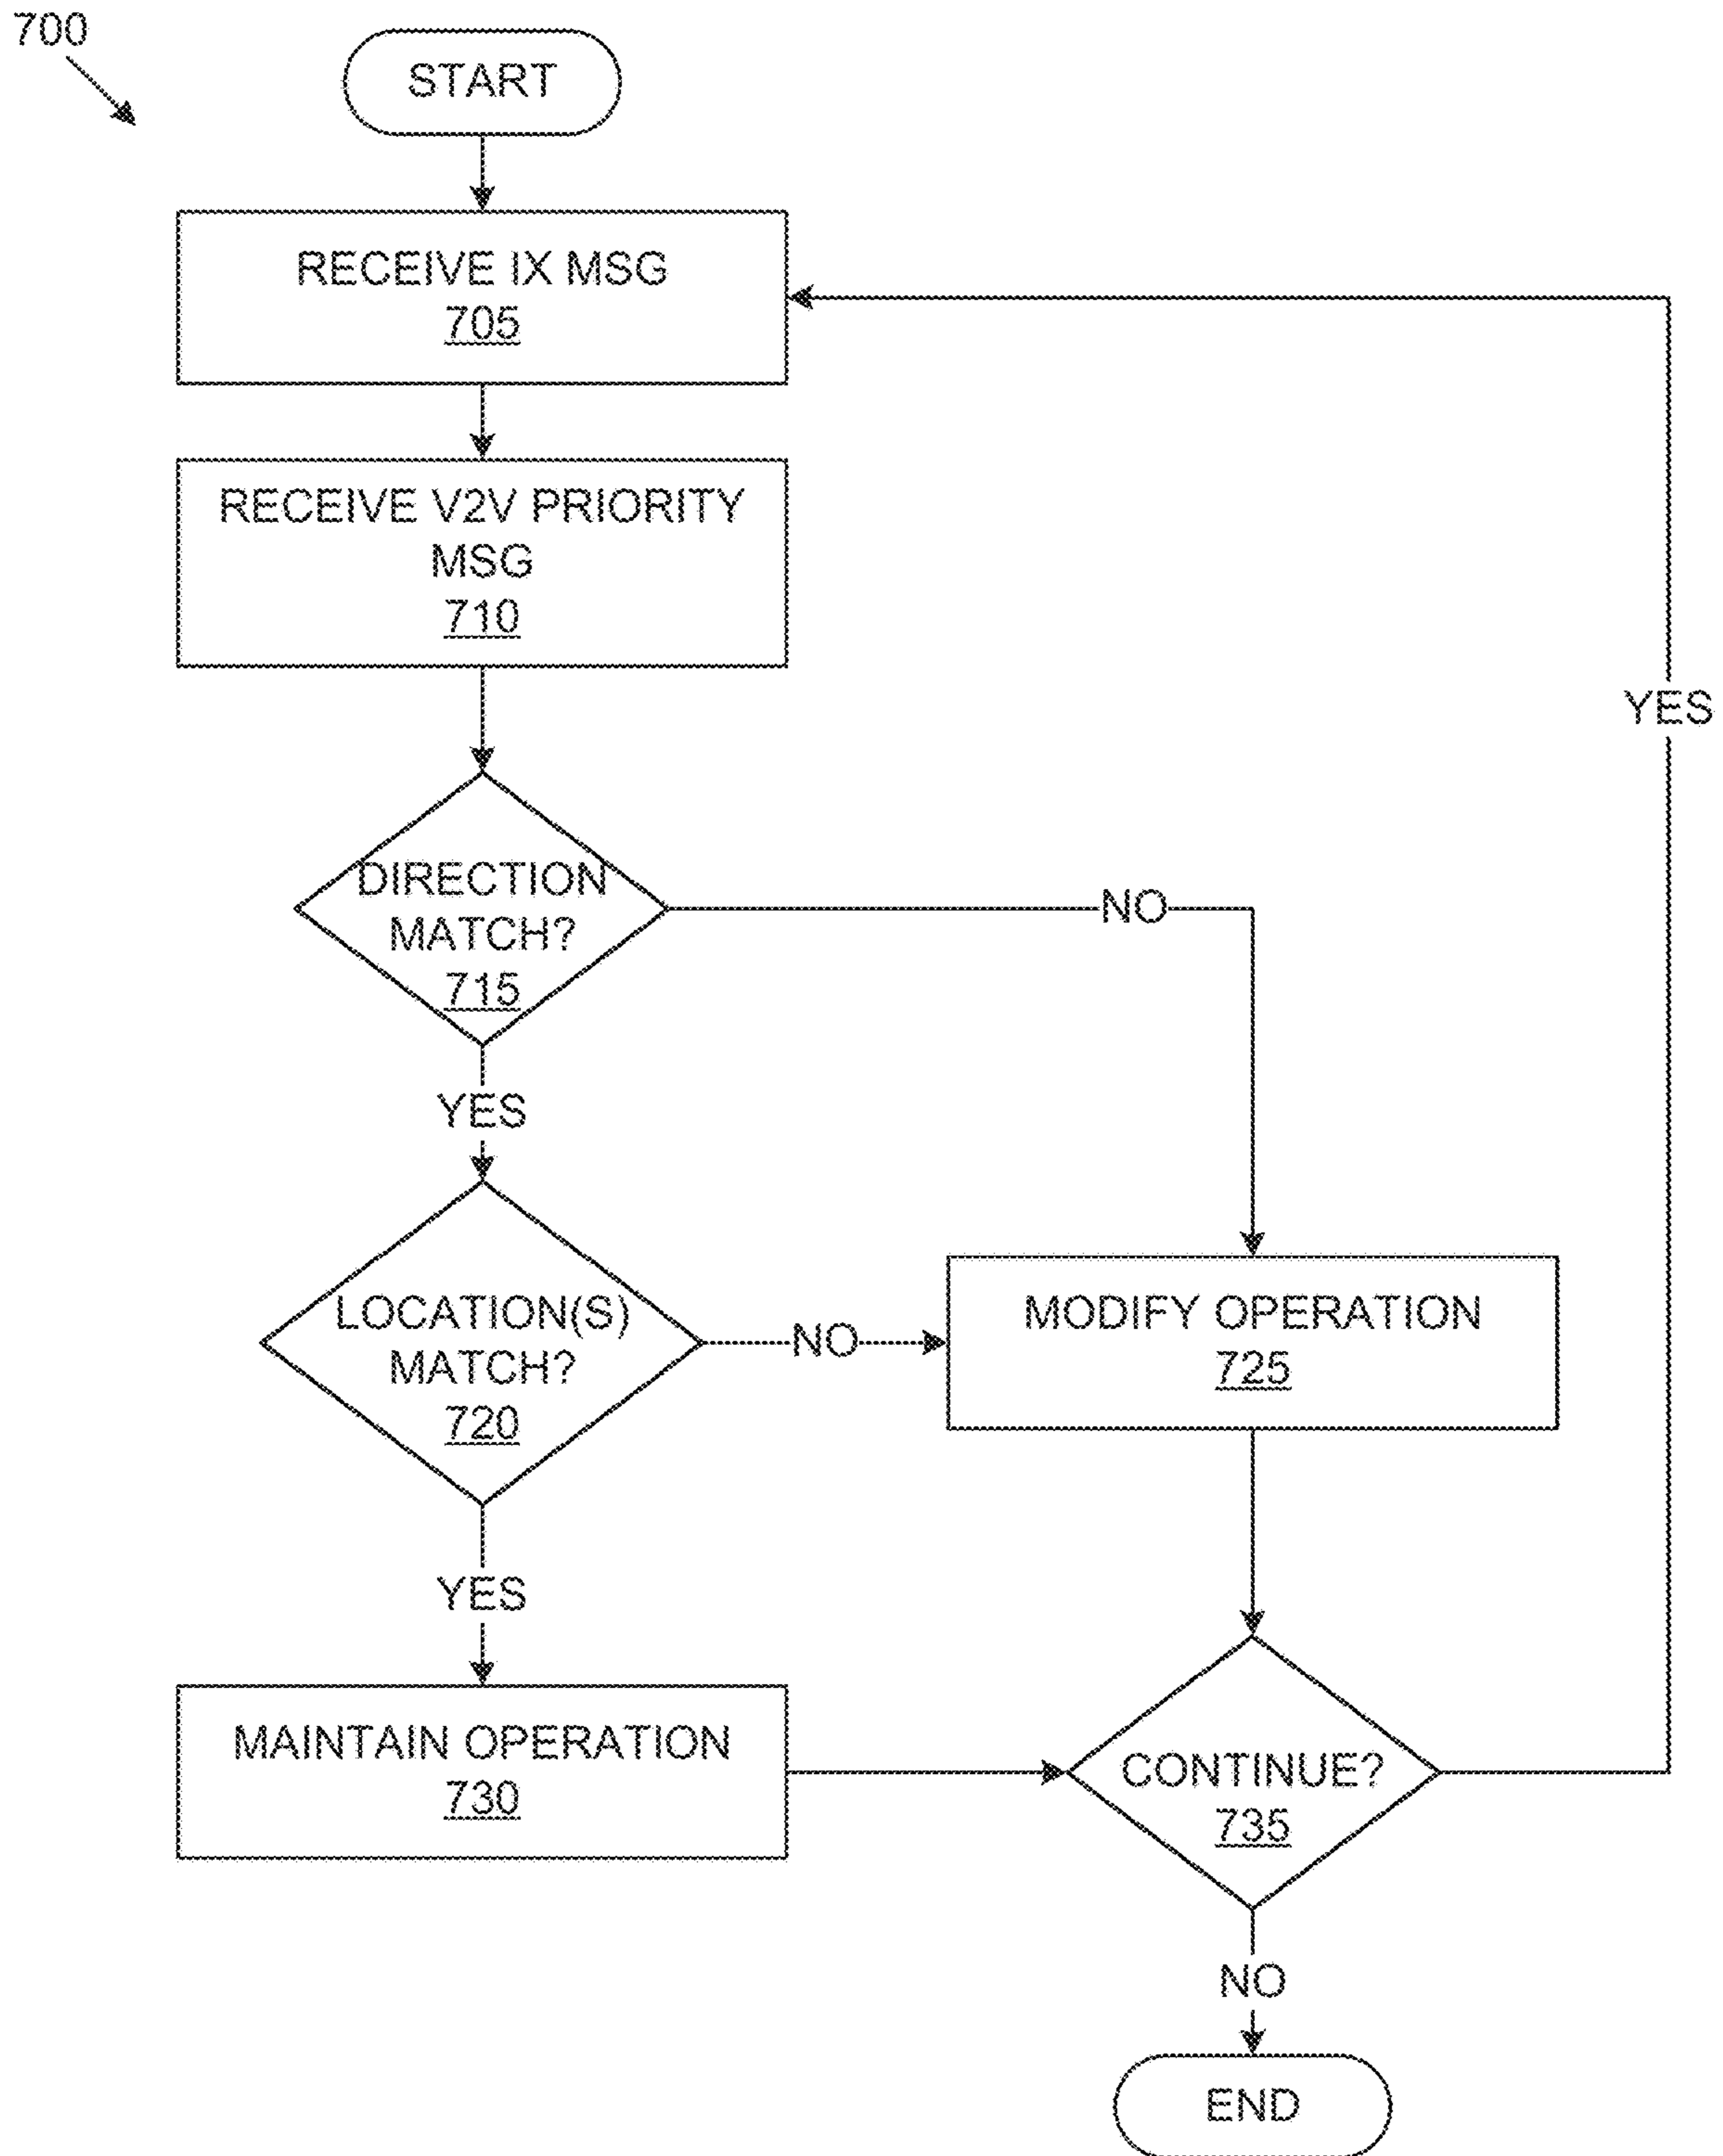 700
START
RECEIVE IX MSG
705
RECEIVE V2V PRIORITY
MSG
710
YES
DIRECTION
MATCH?
715
NO
YES
LOCATION(S)
MATCH?
720
NO
MODIFY OPERATION
725
YES
MAINTAIN OPERATION
730
CONTINUE?
735
NO
END